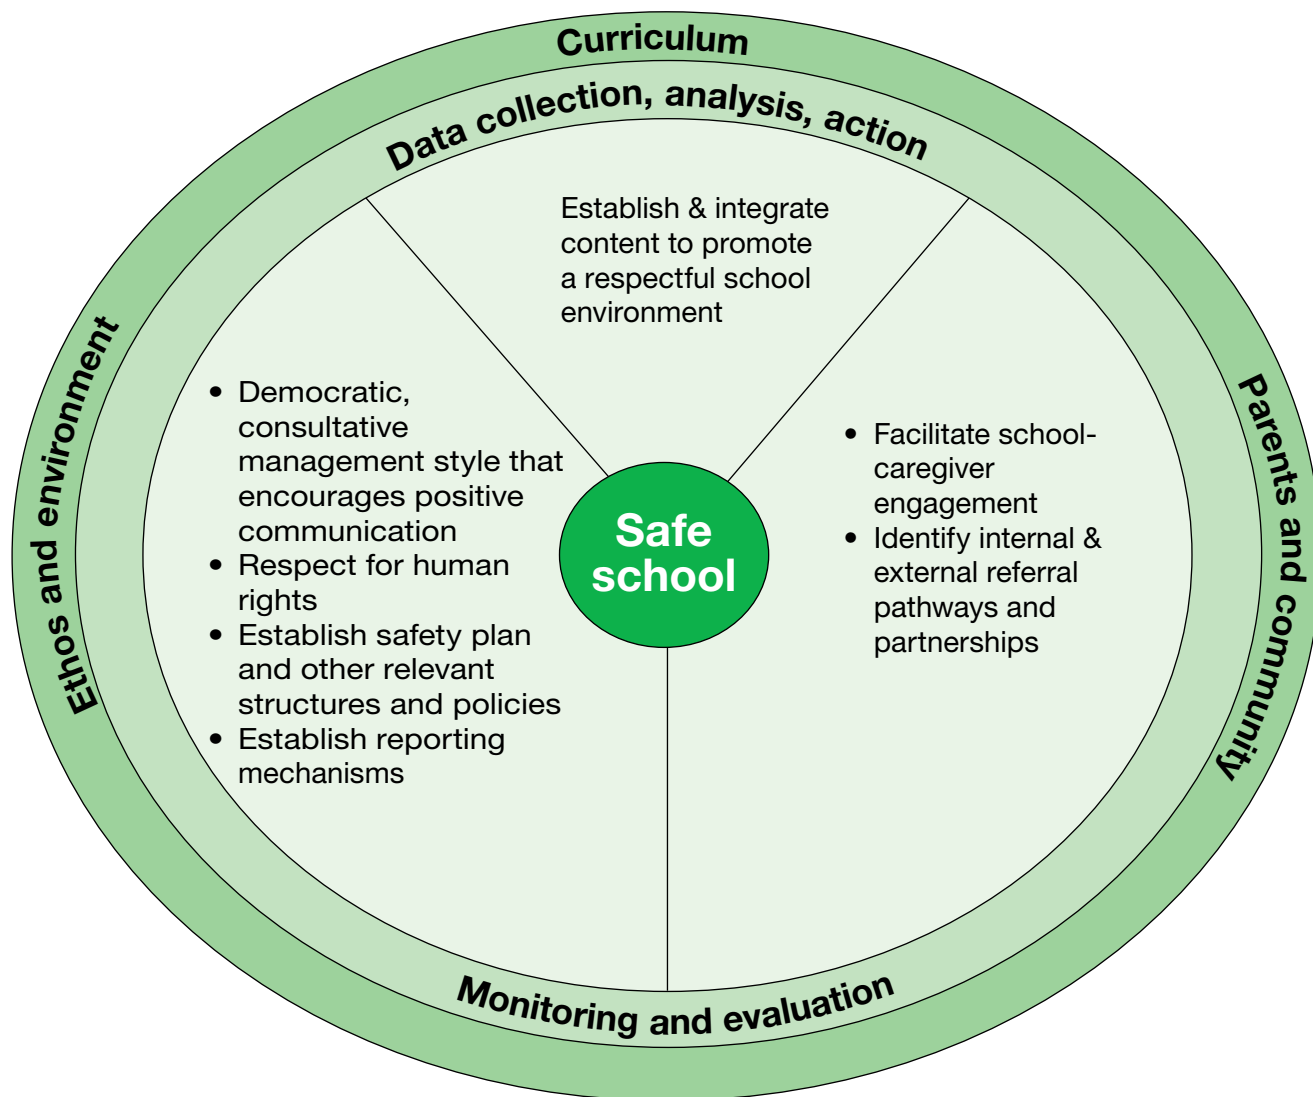 Curriculum
Data collection, analysis, action
Establish & integrate
content to promote
a respectful school
environment
Ethos and environment
• Democratic,
consultative
management style that
encourages positive
communication
• Respect for human
rights
• Establish safety plan
and other relevant
structures and policies
• Establish reporting
mechanisms
Safe
school
• Facilitate school-
caregiver
engagement
• Identify internal &
external referral
pathways and
partnerships
Parents and community
Monitoring and evaluation